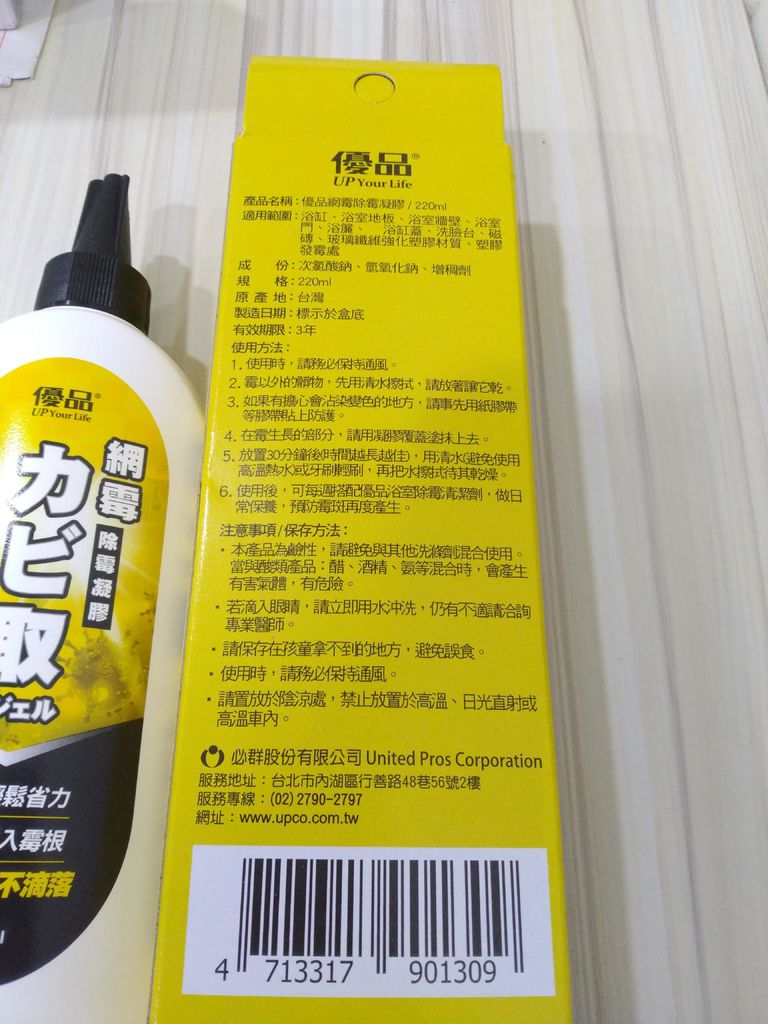 優品®
UP Your Life
產品名稱：優品網霉除霉凝膠 / 220ml
適用範圍：浴缸、浴室地板、浴室牆壁、浴室
門、浴簾、 浴缸蓋、洗臉台、磁
磚、玻璃纖維強化塑膠材質、塑膠
發霉處
成 份：次氯酸鈉、氫氧化鈉、增稠劑
規 格：220ml
原 產 地：台灣
製造日期：標示於盒底
有效期限：3年
使用方法：
1. 使用時，請務必保持通風。
2. 霉以外的髒物，先用清水擦拭，請放著讓它乾。
3. 如果有擔心會沾染變色的地方，請事先用紙膠帶
等膠帶貼上防護。
4. 在霉生長的部分，請用凝膠覆蓋塗抹上去。
5. 放置30分鐘後(時間越長越佳)，用清水(避免使用
高溫熱水)或牙刷輕刷，再把水擦拭待其乾燥。
6. 使用後，可每週搭配優品浴室除霉清潔劑，做日
常保養，預防霉斑再度產生。
注意事項/保存方法：
・本產品為鹼性，請避免與其他洗滌劑混合使用。
當與酸類產品：醋、酒精、氨等混合時，會產生
有害氣體，有危險。
・若滴入眼睛，請立即用水沖洗，仍有不適請洽詢
專業醫師。
・請保存在孩童拿不到的地方，避免誤食。
・使用時，請務必保持通風。
・請置放於陰涼處，禁止放置於高溫、日光直射或
高溫車內。
必群股份有限公司 United Pros Corporation
服務地址：台北市內湖區行善路48巷56號2樓
服務專線：(02) 2790-2797
網址：www.upco.com.tw
4 713317 901309
優品®
UP Your Life
網霉
除霉凝膠
カビ取
ジェル
輕鬆省力
入霉根
不滴落